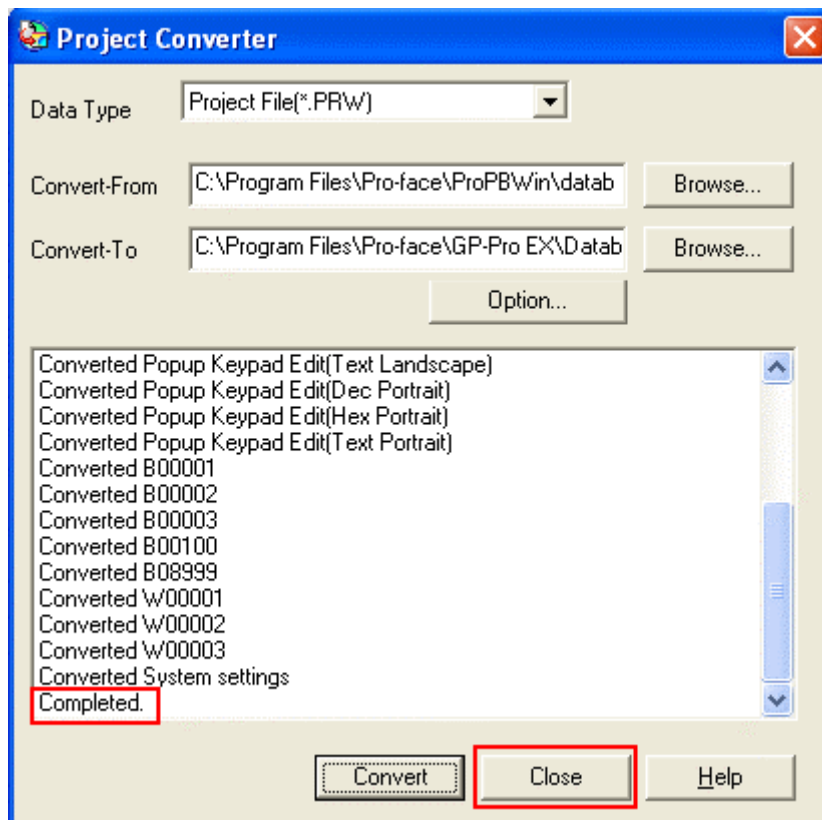 Project Converter
Data Type Project File(*.PRW)
Convert-From C:\Program Files\Pro-face\ProPBWin\datab Browse...
Convert-To C:\Program Files\Pro-face\GP-Pro EX\Datab Browse...
Option...
Converted Popup Keypad Edit(Text Landscape)
Converted Popup Keypad Edit(Dec Portrait)
Converted Popup Keypad Edit(Hex Portrait)
Converted Popup Keypad Edit(Text Portrait)
Converted B00001
Converted B00002
Converted B00003
Converted B00100
Converted B08999
Converted W00001
Converted W00002
Converted W00003
Converted System settings
Completed.
Convert Close Help